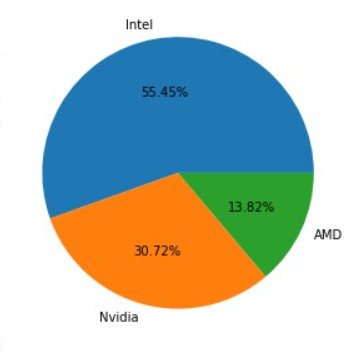 Intel
55.45%
13.82%
AMD
30.72%
Nvidia